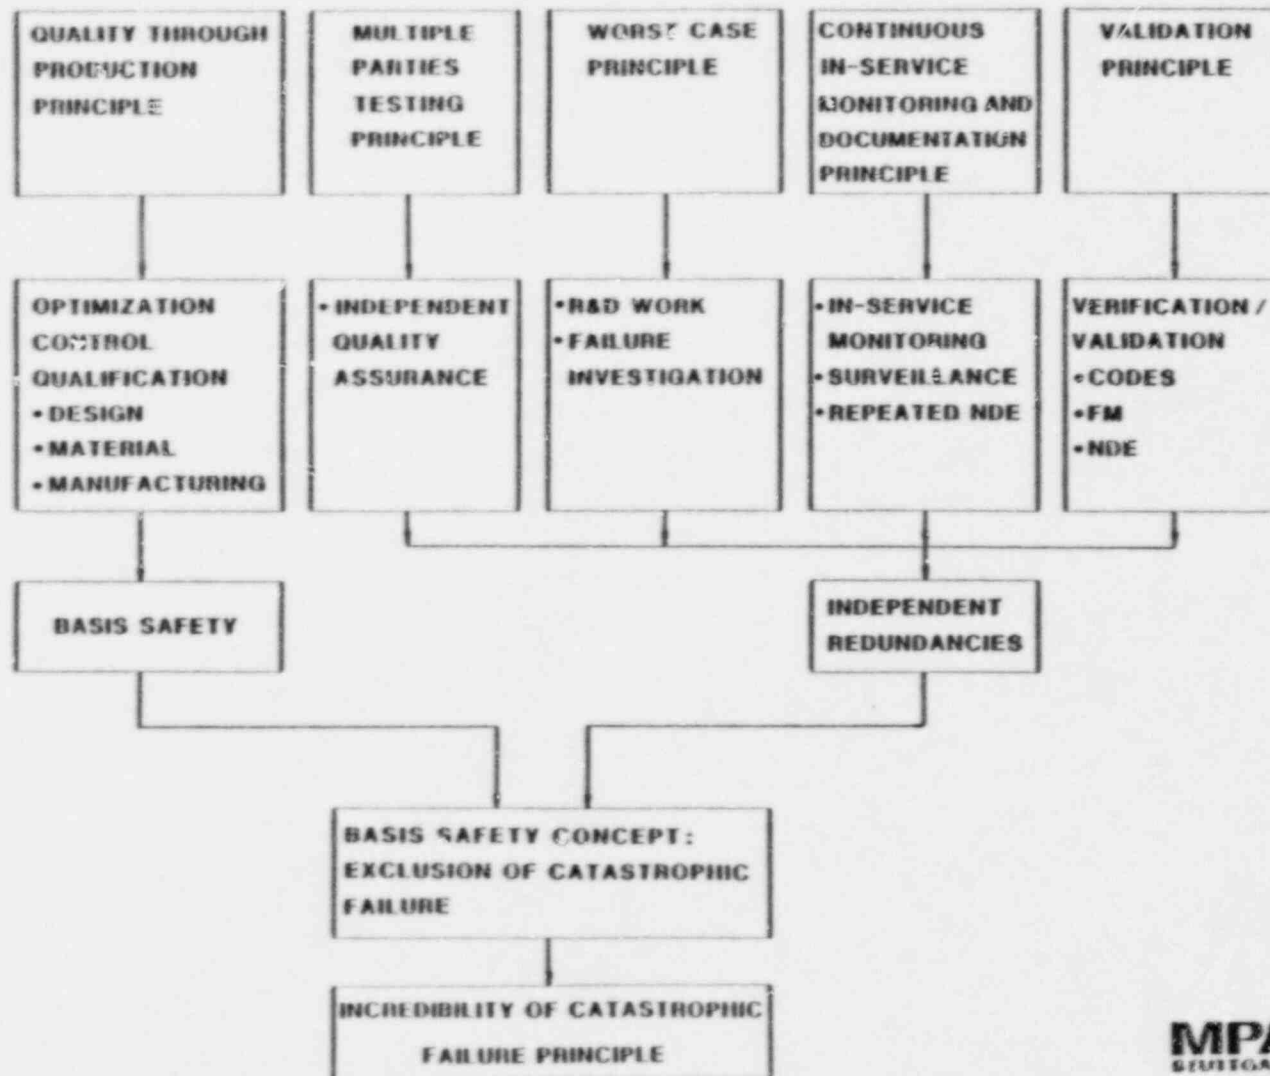 QUALITY THROUGH
PRODUCTION
PRINCIPLE
MULTIPLE
PARTIES
TESTING
PRINCIPLE
WORST CASE
PRINCIPLE
CONTINUOUS
IN-SERVICE
MONITORING AND
DOCUMENTATION
PRINCIPLE
VALIDATION
PRINCIPLE
OPTIMIZATION
CONTROL
QUALIFICATION
• DESIGN
• MATERIAL
• MANUFACTURING
• INDEPENDENT
QUALITY
ASSURANCE
• R&D WORK
• FAILURE
INVESTIGATION
• IN-SERVICE
MONITORING
• SURVEILLANCE
• REPEATED NDE
VERIFICATION /
VALIDATION
• CODES
• FM
• NDE
BASIS SAFETY
INDEPENDENT
REDUNDANCIES
BASIS SAFETY CONCEPT:
EXCLUSION OF CATASTROPHIC
FAILURE
INCREDIBILITY OF CATASTROPHIC
FAILURE PRINCIPLE
MPA
STUTTGA